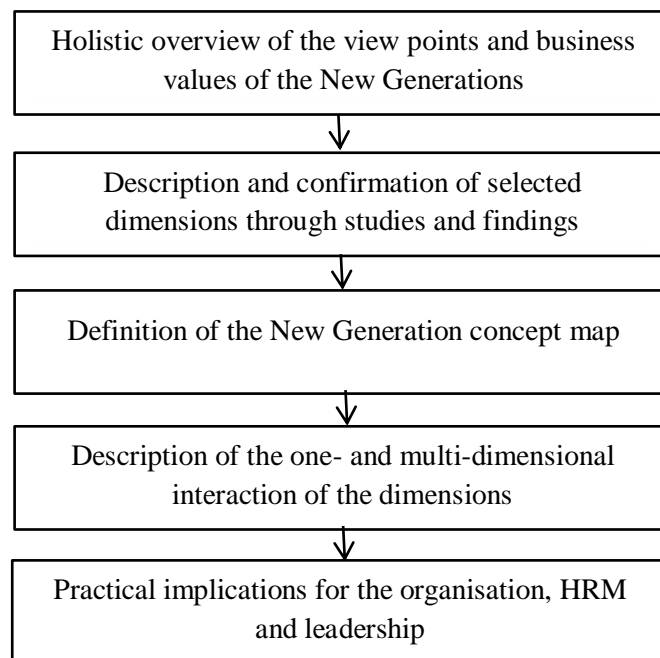 Holistic overview of the view points and business
values of the New Generations
Description and confirmation of selected
dimensions through studies and findings
Definition of the New Generation concept map
Description of the one- and multi-dimensional
interaction of the dimensions
Practical implications for the organisation, HRM
and leadership